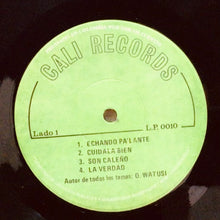 CALI RECORDS
Lado 1 L.P. 0010
1. ECHANDO PA'LANTE
2. CUIDALA BIEN
3. SON CALEÑO
4. LA VERDAD
Autor de todos los temas: O. WATUSI